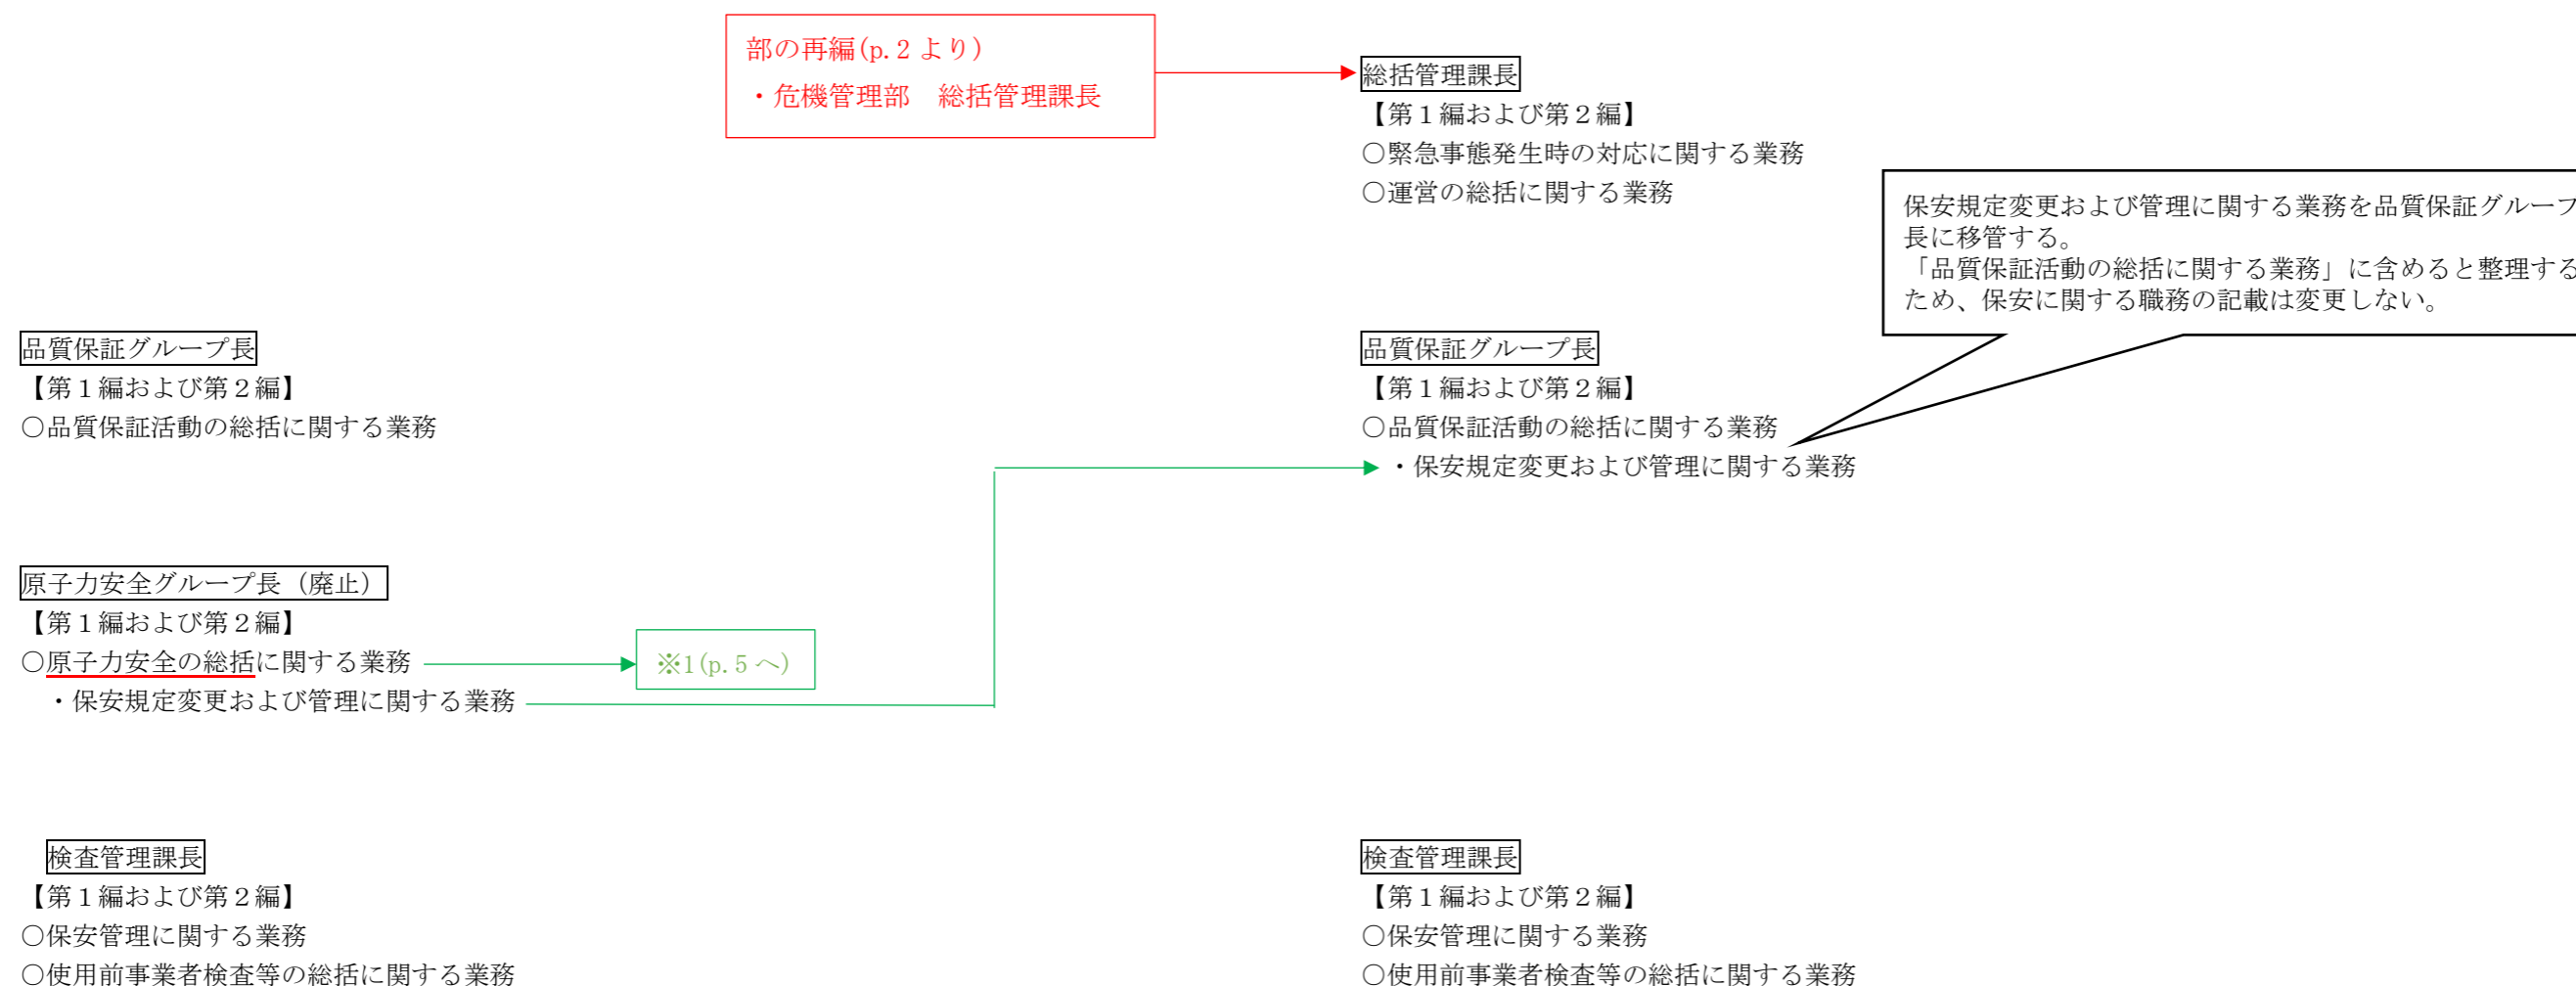 部の再編(p.2 より)
・危機管理部　総括管理課長
総括管理課長
【第１編および第２編】
○緊急事態発生時の対応に関する業務
○運営の総括に関する業務
保安規定変更および管理に関する業務を品質保証グループ
長に移管する。
「品質保証活動の総括に関する業務」に含めると整理する
ため、保安に関する職務の記載は変更しない。
品質保証グループ長
【第１編および第２編】
○品質保証活動の総括に関する業務
品質保証グループ長
【第１編および第２編】
○品質保証活動の総括に関する業務
・保安規定変更および管理に関する業務
原子力安全グループ長（廃止）
【第１編および第２編】
○原子力安全の総括に関する業務
・保安規定変更および管理に関する業務
※1(p.5 へ)
検査管理課長
【第１編および第２編】
○保安管理に関する業務
○使用前事業者検査等の総括に関する業務
検査管理課長
【第１編および第２編】
○保安管理に関する業務
○使用前事業者検査等の総括に関する業務